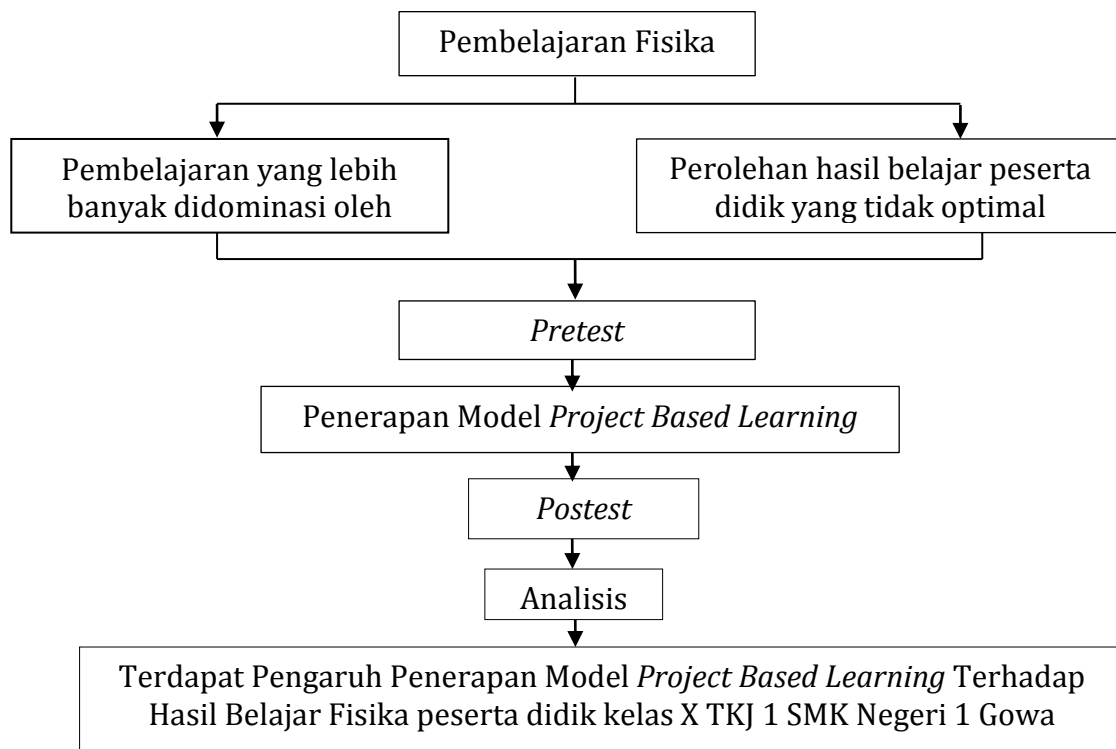 Pembelajaran Fisika
Pembelajaran yang lebih
banyak didominasi oleh
Perolehan hasil belajar peserta
didik yang tidak optimal
Pretest
Penerapan Model Project Based Learning
Postest
Analisis
Terdapat Pengaruh Penerapan Model Project Based Learning Terhadap
Hasil Belajar Fisika peserta didik kelas X TKJ 1 SMK Negeri 1 Gowa